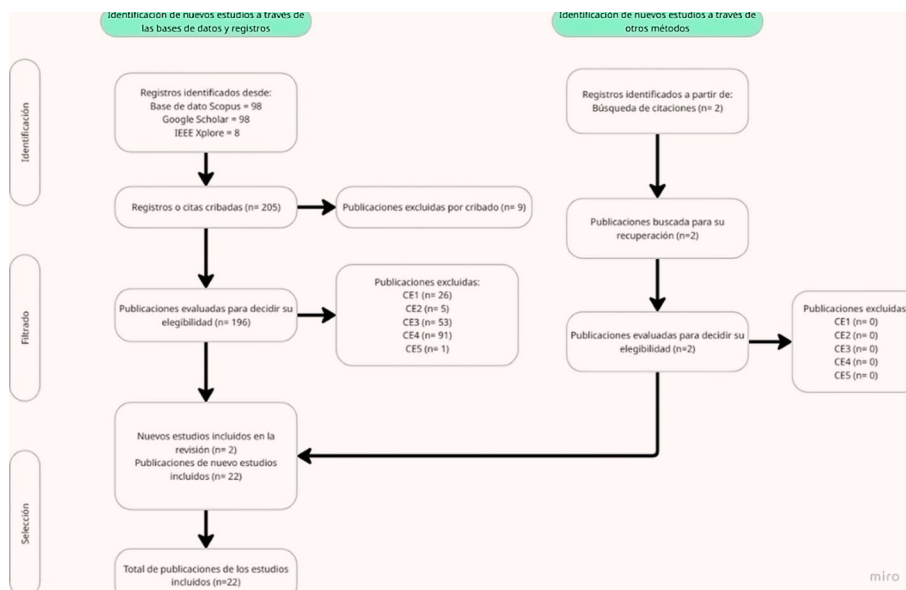 Identificación de nuevos estudios a través de
las bases de datos y registros
Identificación de nuevos estudios a través de
otros métodos
Identificación
Registros identificados desde:
Base de dato Scopus = 98
Google Scholar = 98
IEEE Xplore = 8
Registros identificados a partir de:
Búsqueda de citaciones (n= 2)
Registros o citas cribadas (n= 205)
Publicaciones excluidas por cribado (n= 9)
Publicaciones buscada para su
recuperación (n=2)
Filtrado
Publicaciones evaluadas para decidir su
elegibilidad (n= 196)
Publicaciones excluidas:
CE1 (n= 26)
CE2 (n= 5)
CE3 (n= 53)
CE4 (n= 91)
CE5 (n= 1)
Publicaciones evaluadas para decidir su
elegibilidad (n=2)
Publicaciones excluidas
CE1 (n= 0)
CE2 (n= 0)
CE3 (n= 0)
CE4 (n= 0)
CE5 (n= 0)
Selección
Nuevos estudios incluidos en la
revisión (n= 2)
Publicaciones de nuevo estudios
incluidos (n= 22)
Total de publicaciones de los estudios
incluidos (n=22)
miro